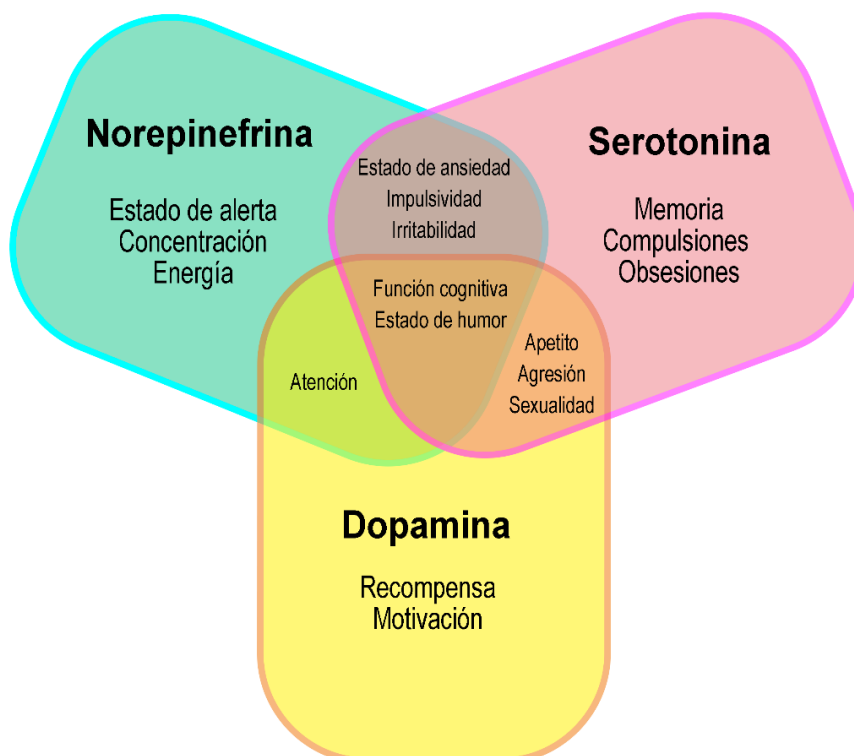 Norepinefrina
Estado de alerta
Concentración
Energía
Estado de ansiedad
Impulsividad
Irritabilidad
Serotonina
Memoria
Compulsiones
Obsesiones
Función cognitiva
Estado de humor
Atención
Apetito
Agresión
Sexualidad
Dopamina
Recompensa
Motivación